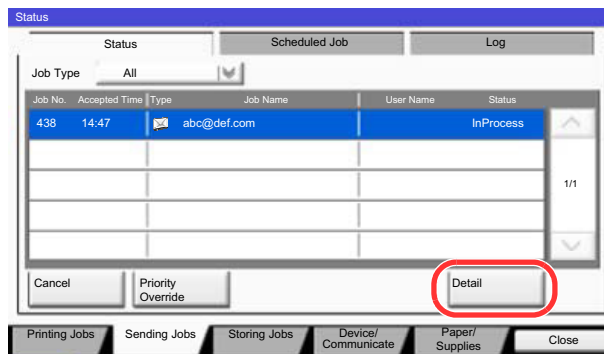 Status
Status Scheduled Job Log
Job Type All
Job No. Accepted Time Type Job Name User Name Status
438 14:47 abc@def.com InProcess
1/1
Cancel Priority Override Detail
Printing Jobs Sending Jobs Storing Jobs Device/ Communicate Paper/ Supplies Close